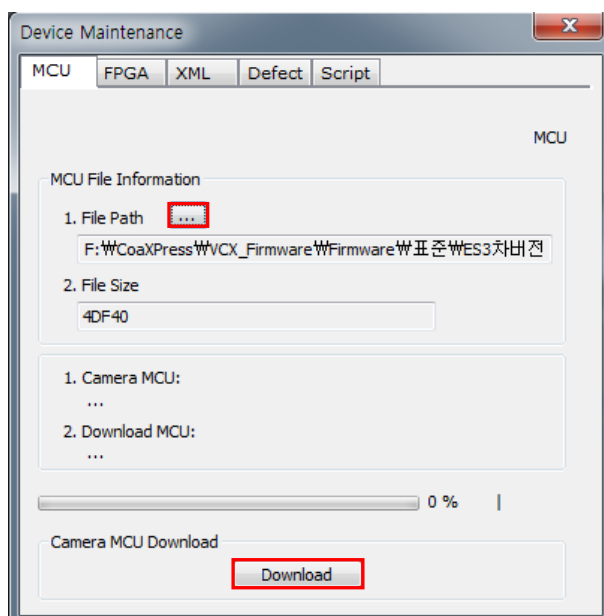 Device Maintenance
MCU FPGA XML Defect Script
MCU
MCU File Information
1. File Path ...
F:₩CoaXPress₩VCX_Firmware₩Firmware₩표준₩ES3차버전
2. File Size
4DF40
1. Camera MCU:
...
2. Download MCU:
...
0 % |
Camera MCU Download
Download